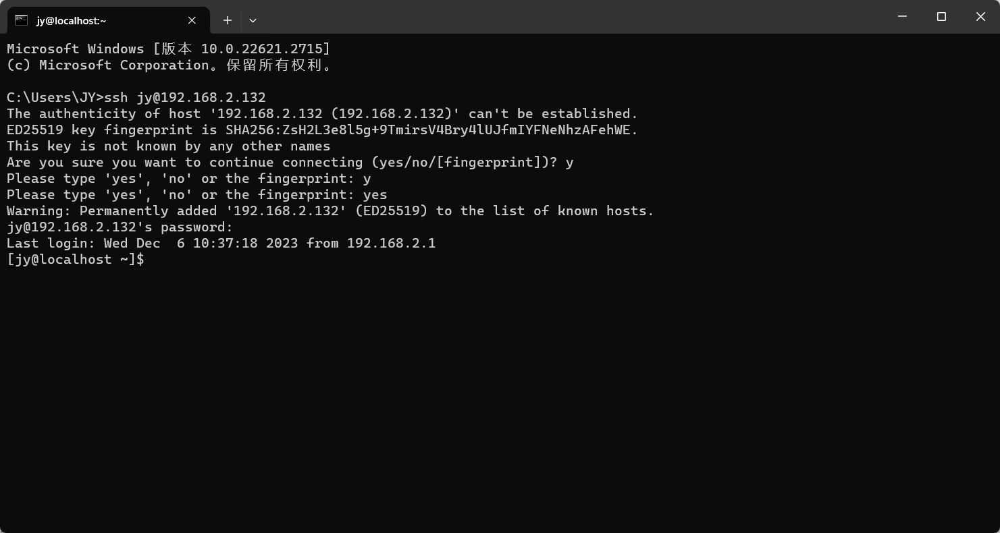 jy@localhost:~
Microsoft Windows [版本 10.0.22621.2715]
(c) Microsoft Corporation。保留所有权利。
C:\Users\JY>ssh jy@192.168.2.132
The authenticity of host '192.168.2.132 (192.168.2.132)' can't be established.
ED25519 key fingerprint is SHA256:ZsH2L3e8l5g+9TmirsV4Bry4lUJfmIYFNeNhzAFehWE.
This key is not known by any other names
Are you sure you want to continue connecting (yes/no/[fingerprint])? y
Please type 'yes', 'no' or the fingerprint: y
Please type 'yes', 'no' or the fingerprint: yes
Warning: Permanently added '192.168.2.132' (ED25519) to the list of known hosts.
jy@192.168.2.132's password:
Last login: Wed Dec  6 10:37:18 2023 from 192.168.2.1
[jy@localhost ~]$